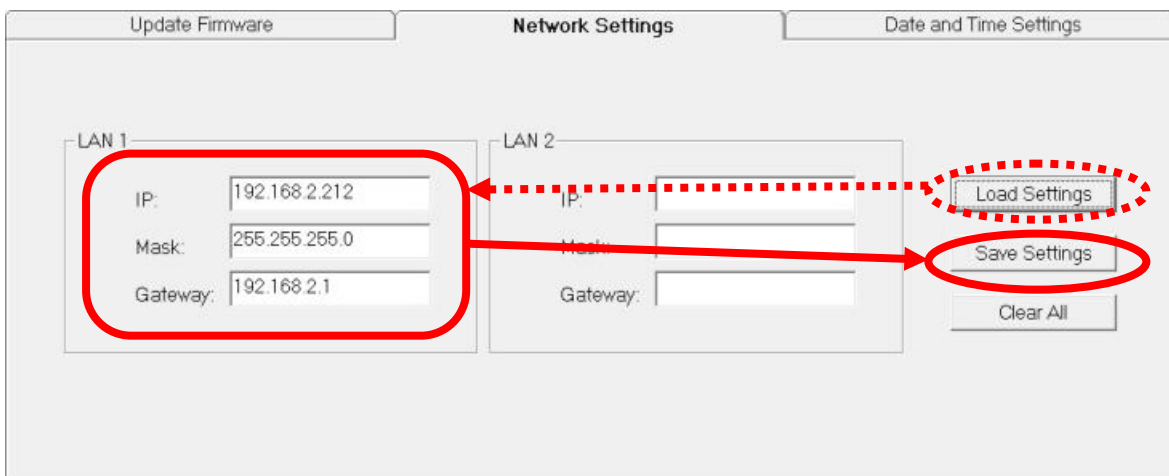 Update Firmware
Network Settings
Date and Time Settings
LAN 1
IP: 192.168.2.212
Mask: 255.255.255.0
Gateway: 192.168.2.1
LAN 2
IP:
Mask:
Gateway:
Load Settings
Save Settings
Clear All